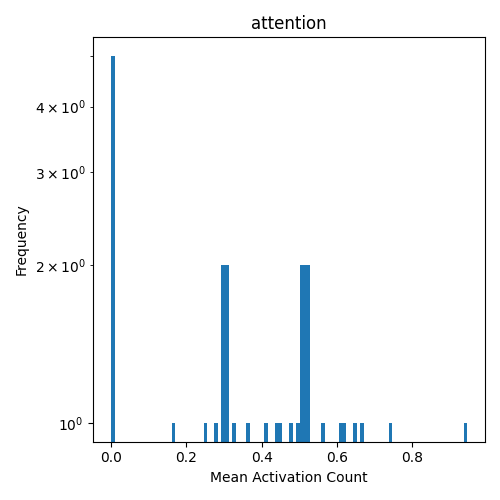 attention
4 × 10⁰
3 × 10⁰
2 × 10⁰
10⁰
Frequency
0.0 0.2 0.4 0.6 0.8
Mean Activation Count